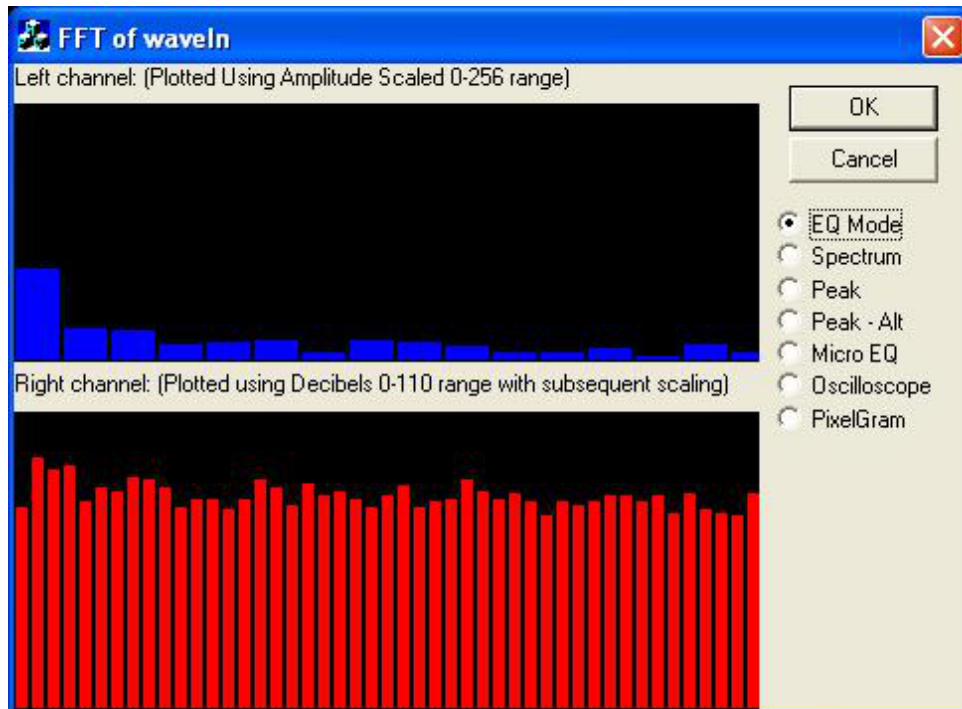 FFT of waveIn
Left channel: (Plotted Using Amplitude Scaled 0-256 range)
OK
Cancel
EQ Mode
Spectrum
Peak
Peak - Alt
Micro EQ
Oscilloscope
PixelGram
Right channel: (Plotted using Decibels 0-110 range with subsequent scaling)